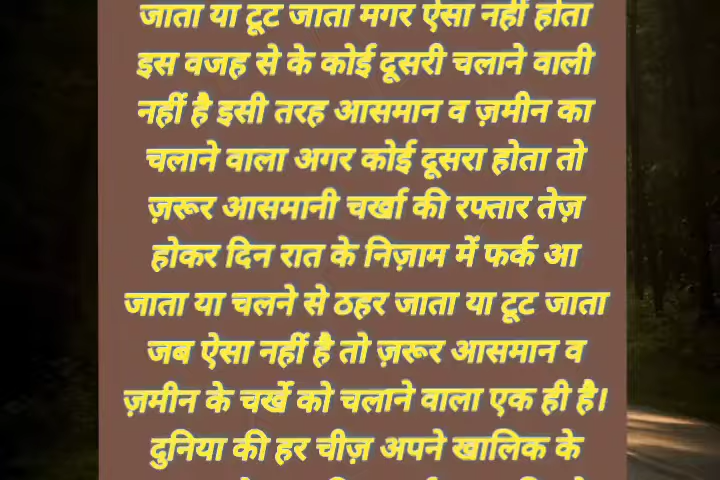 जाता या टूट जाता मगर ऐसा नहीं होता
इस वजह से के कोई दूसरी चलाने वाली
नहीं है इसी तरह आसमान व ज़मीन का
चलाने वाला अगर कोई दूसरा होता तो
ज़रूर आसमानी चर्खा की रफ्तार तेज़
होकर दिन रात के निज़ाम में फर्क आ
जाता या चलने से ठहर जाता या टूट जाता
जब ऐसा नहीं है तो ज़रूर आसमान व
ज़मीन के चर्खे को चलाने वाला एक ही है।
दुनिया की हर चीज़ अपने खालिक के